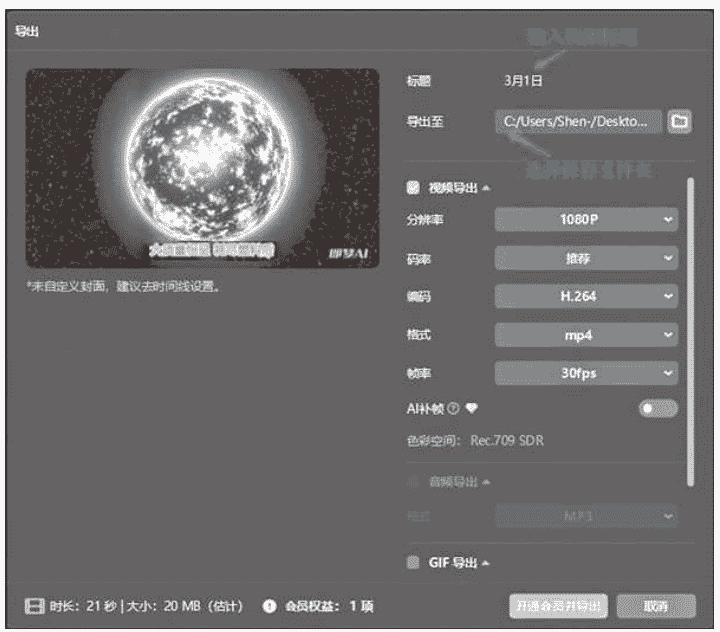 导出
标题
3月1日
导出至
C:/Users/Shen-/Deskto...
视频导出
分辨率
1080P
码率
推荐
编码
H.264
格式
mp4
帧率
30fps
AI补帧
色彩空间： Rec.709 SDR
音频导出
格式
MP3
GIF 导出
即梦AI
*未自定义封面，建议去时间线设置。
时长：21 秒 | 大小：20 MB（估计）
会员权益：1 项
开通会员并导出
取消